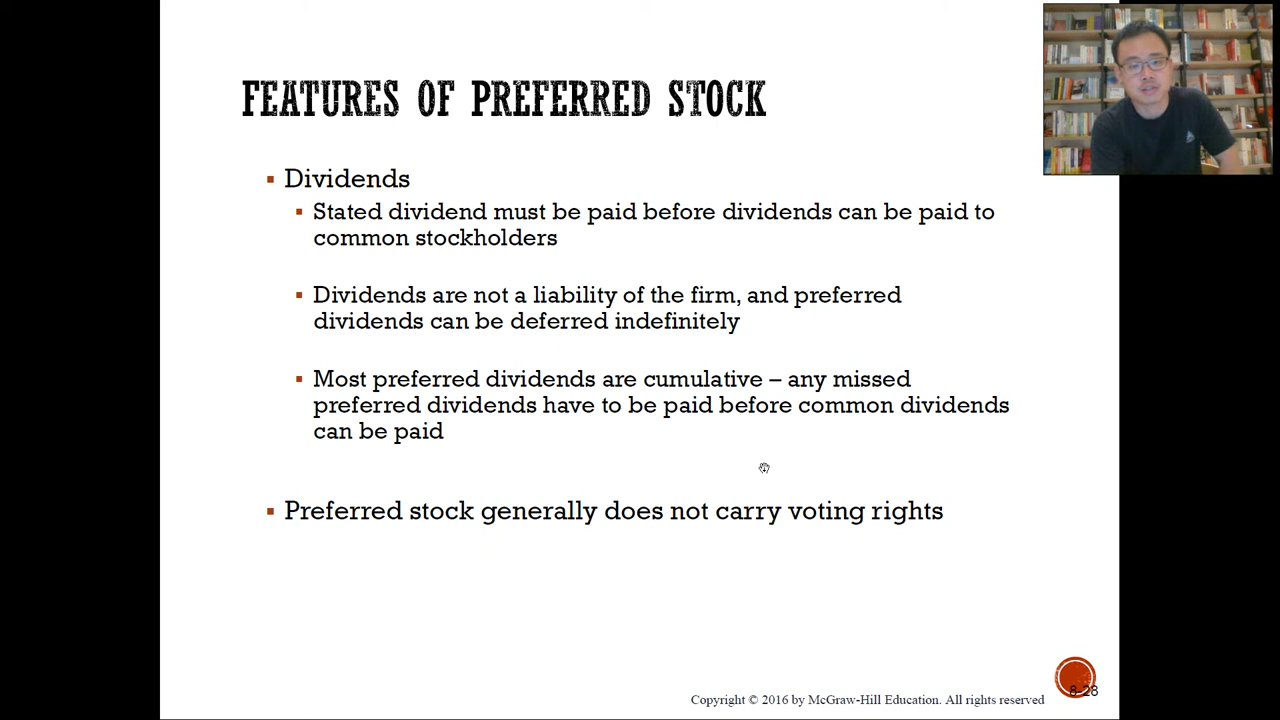 FEATURES OF PREFERRED STOCK
▪ Dividends
▪ Stated dividend must be paid before dividends can be paid to
common stockholders
▪ Dividends are not a liability of the firm, and preferred
dividends can be deferred indefinitely
▪ Most preferred dividends are cumulative – any missed
preferred dividends have to be paid before common dividends
can be paid
▪ Preferred stock generally does not carry voting rights
8-28
Copyright © 2016 by McGraw-Hill Education. All rights reserved